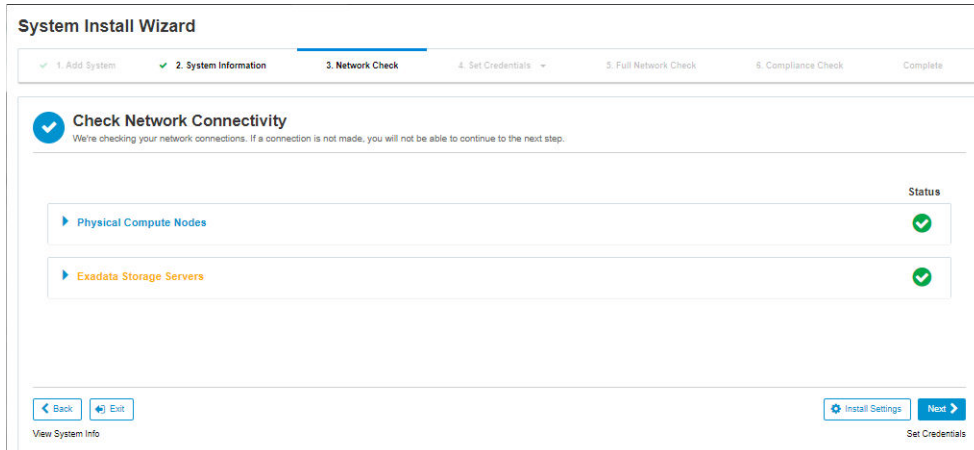 System Install Wizard
1. Add System
2. System Information
3. Network Check
4. Set Credentials
5. Full Network Check
6. Compliance Check
Complete
Check Network Connectivity
We're checking your network connections. If a connection is not made, you will not be able to continue to the next step.
Status
Physical Compute Nodes
Exadata Storage Servers
Back
Exit
Install Settings
Next
View System Info
Set Credentials